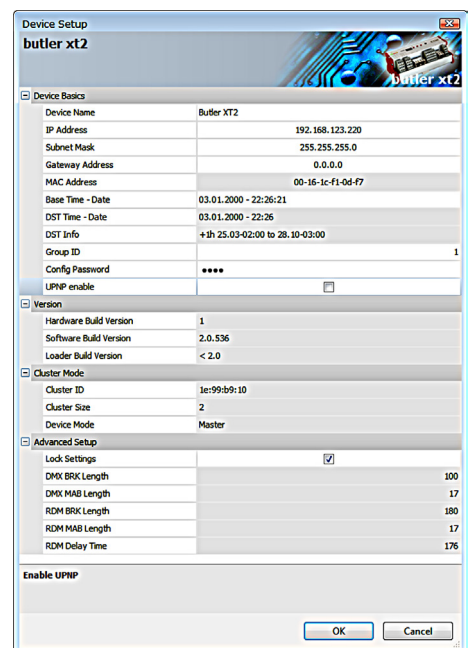 Device Setup
butler xt2
butler xt2
Device Basics
Device Name Butler XT2
IP Address 192.168.123.220
Subnet Mask 255.255.255.0
Gateway Address 0.0.0.0
MAC Address 00-16-1c-f1-0d-f7
Base Time - Date 03.01.2000 - 22:26:21
DST Time - Date 03.01.2000 - 22:26
DST Info +1h 25.03-02:00 to 28.10-03:00
Group ID 1
Config Password ●●●●
UPNP enable
Version
Hardware Build Version 1
Software Build Version 2.0.536
Loader Build Version < 2.0
Cluster Mode
Cluster ID 1e:99:b9:10
Cluster Size 2
Device Mode Master
Advanced Setup
Lock Settings
DMX BRK Length 100
DMX MAB Length 17
RDM BRK Length 180
RDM MAB Length 17
RDM Delay Time 176
Enable UPNP
OK Cancel